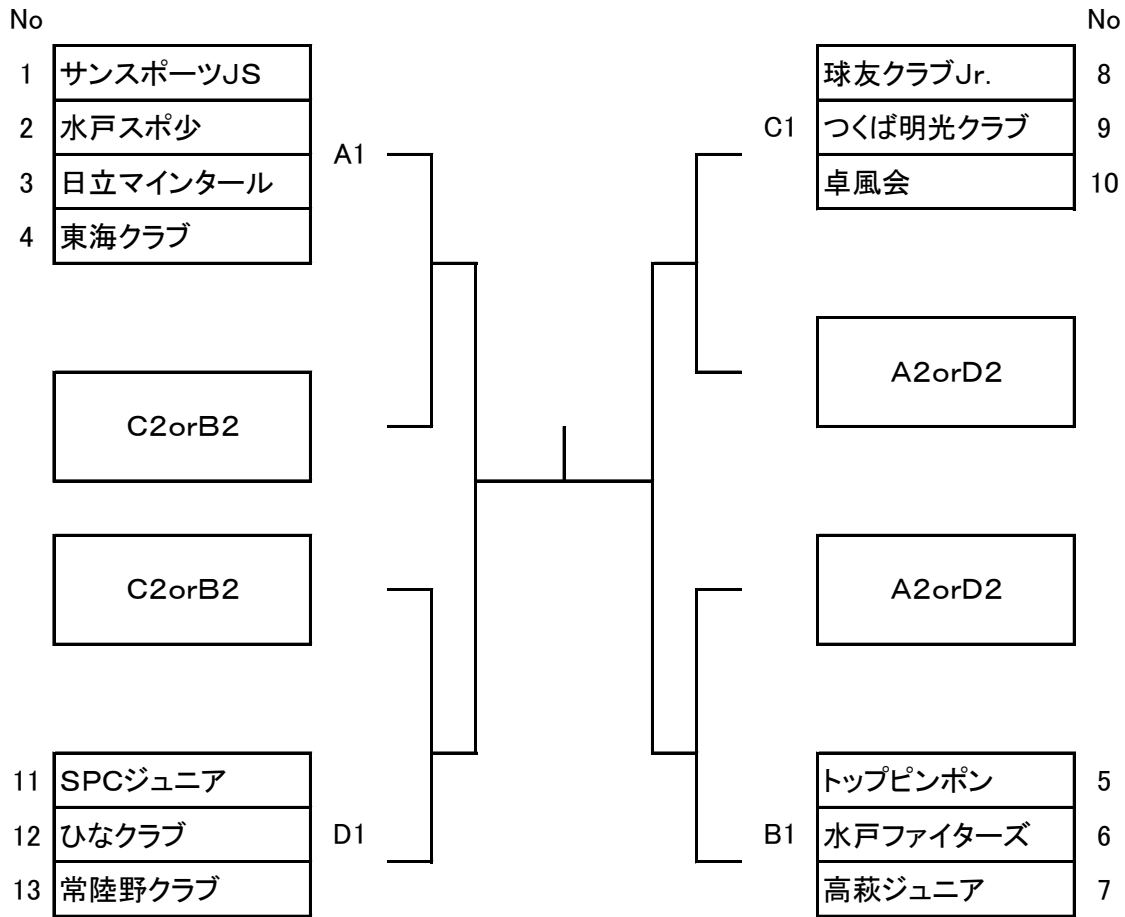 No
1 サンスポーツJS
2 水戸スポ少
3 日立マインタール
4 東海クラブ
A1
C2orB2
C2orB2
11 SPCジュニア
12 ひなクラブ
13 常陸野クラブ
D1
No
球友クラブJr. 8
つくば明光クラブ 9
卓風会 10
C1
A2orD2
A2orD2
トップピンポン 5
水戸ファイターズ 6
高萩ジュニア 7
B1